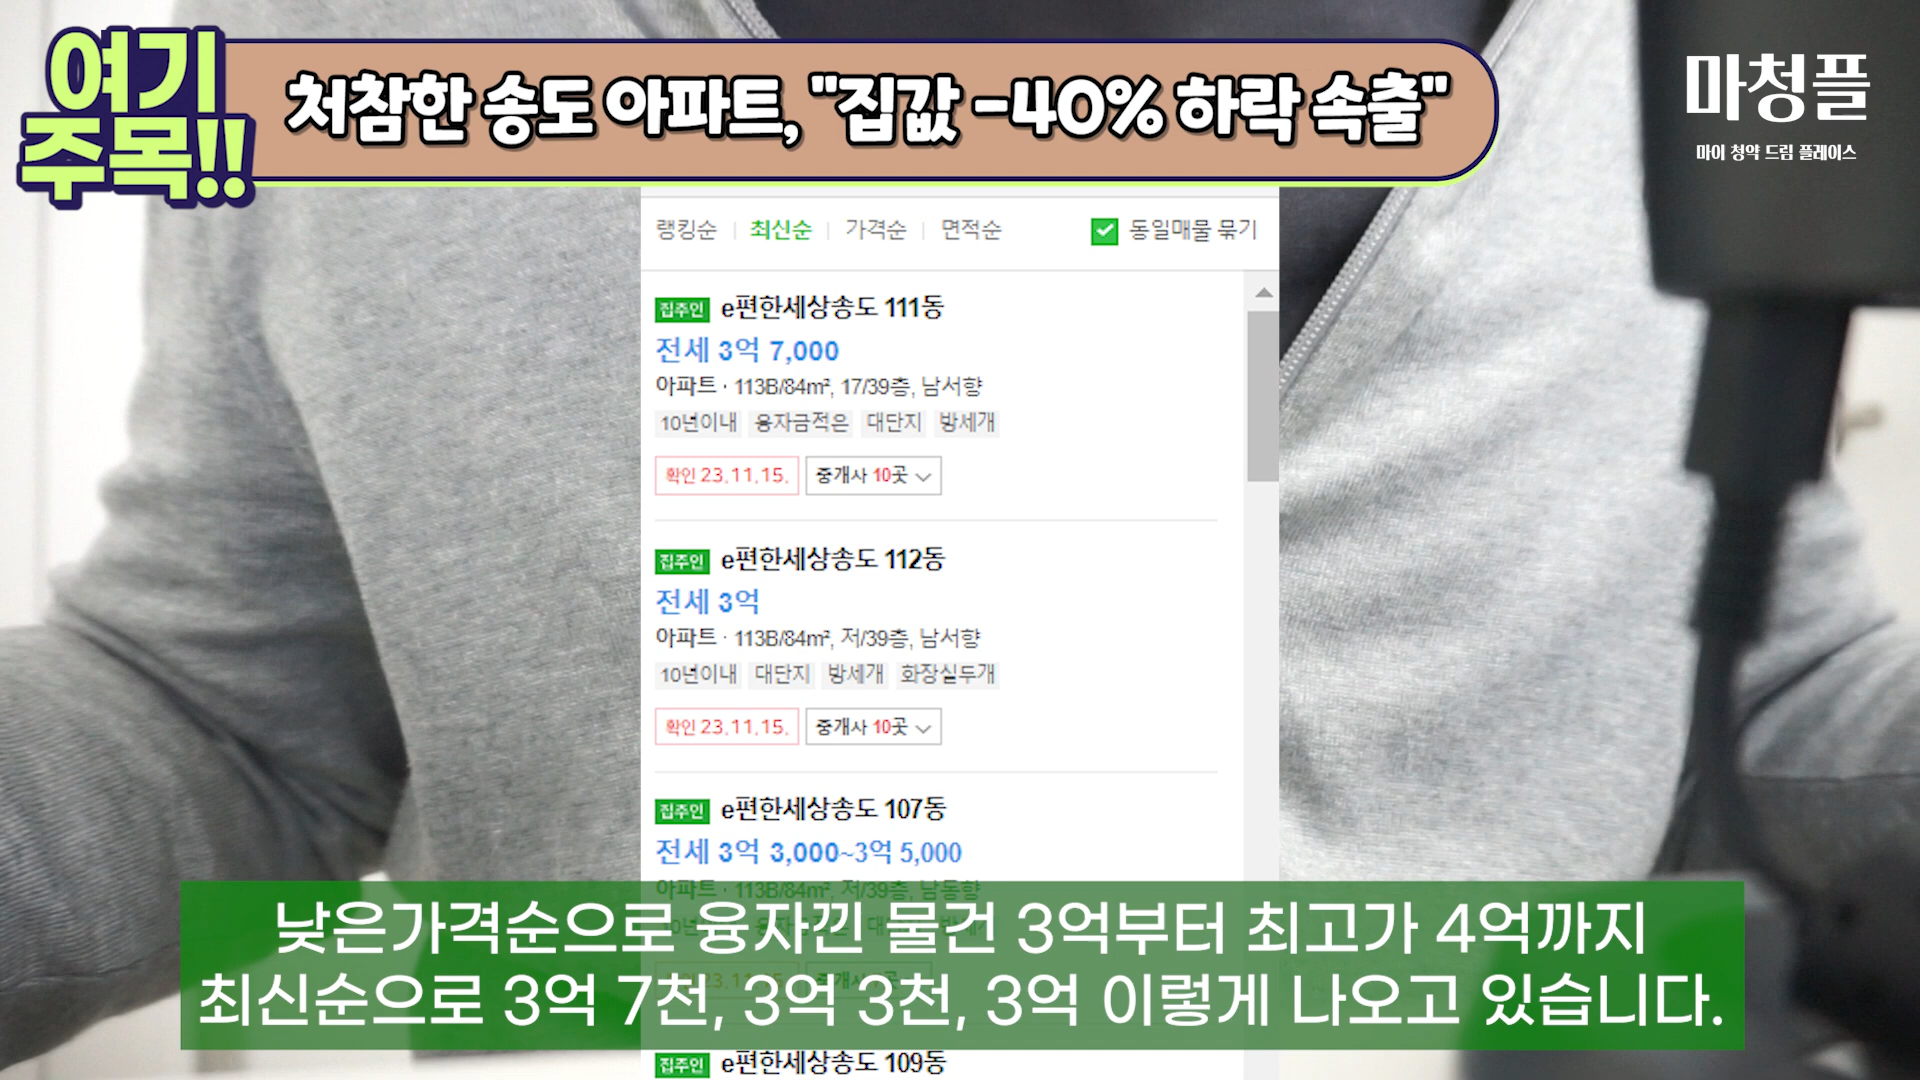 여기
주목!!
처참한 송도 아파트, "집값 -40% 하락 속출"
마청플
마이 청약 드림 플레이스
랭킹순 최신순 가격순 면적순 동일매물 묶기
집주인 e편한세상송도 111동
전세 3억 7,000
아파트 · 113B/84m², 17/39층, 남서향
10년이내 융자금적은 대단지 방세개
확인 23.11.15. 중개사 10곳
집주인 e편한세상송도 112동
전세 3억
아파트 · 113B/84m², 저/39층, 남서향
10년이내 대단지 방세개 화장실두개
확인 23.11.15. 중개사 10곳
집주인 e편한세상송도 107동
전세 3억 3,000~3억 5,000
아파트 · 113B/84m², 저/39층, 남동향
낮은가격순으로 융자낀 물건 3억부터 최고가 4억까지
최신순으로 3억 7천, 3억 3천, 3억 이렇게 나오고 있습니다.
집주인 e편한세상송도 109동